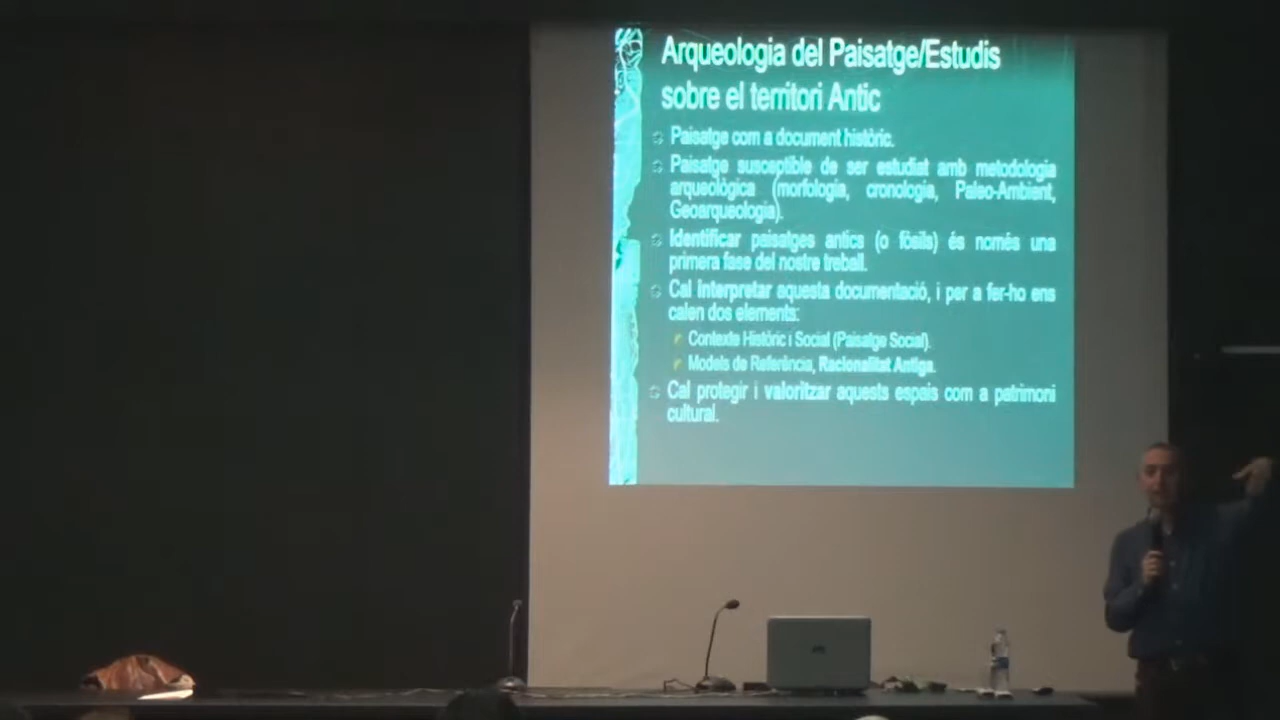 Arqueologia del Paisatge/Estudis
sobre el territori Antic
Paisatge com a document històric.
Paisatge susceptible de ser estudiat amb metodologia
arqueològica (morfologia, cronologia, Paleo-Ambient,
Geoarqueologia).
Identificar paisatges antics (o fòsils) és només una
primera fase del nostre treball.
Cal interpretar aquesta documentació, i per a fer-ho ens
calen dos elements:
Contexte Històric i Social (Paisatge Social).
Models de Referència, Racionalitat Antiga.
Cal protegir i valoritzar aquests espais com a patrimoni
cultural.